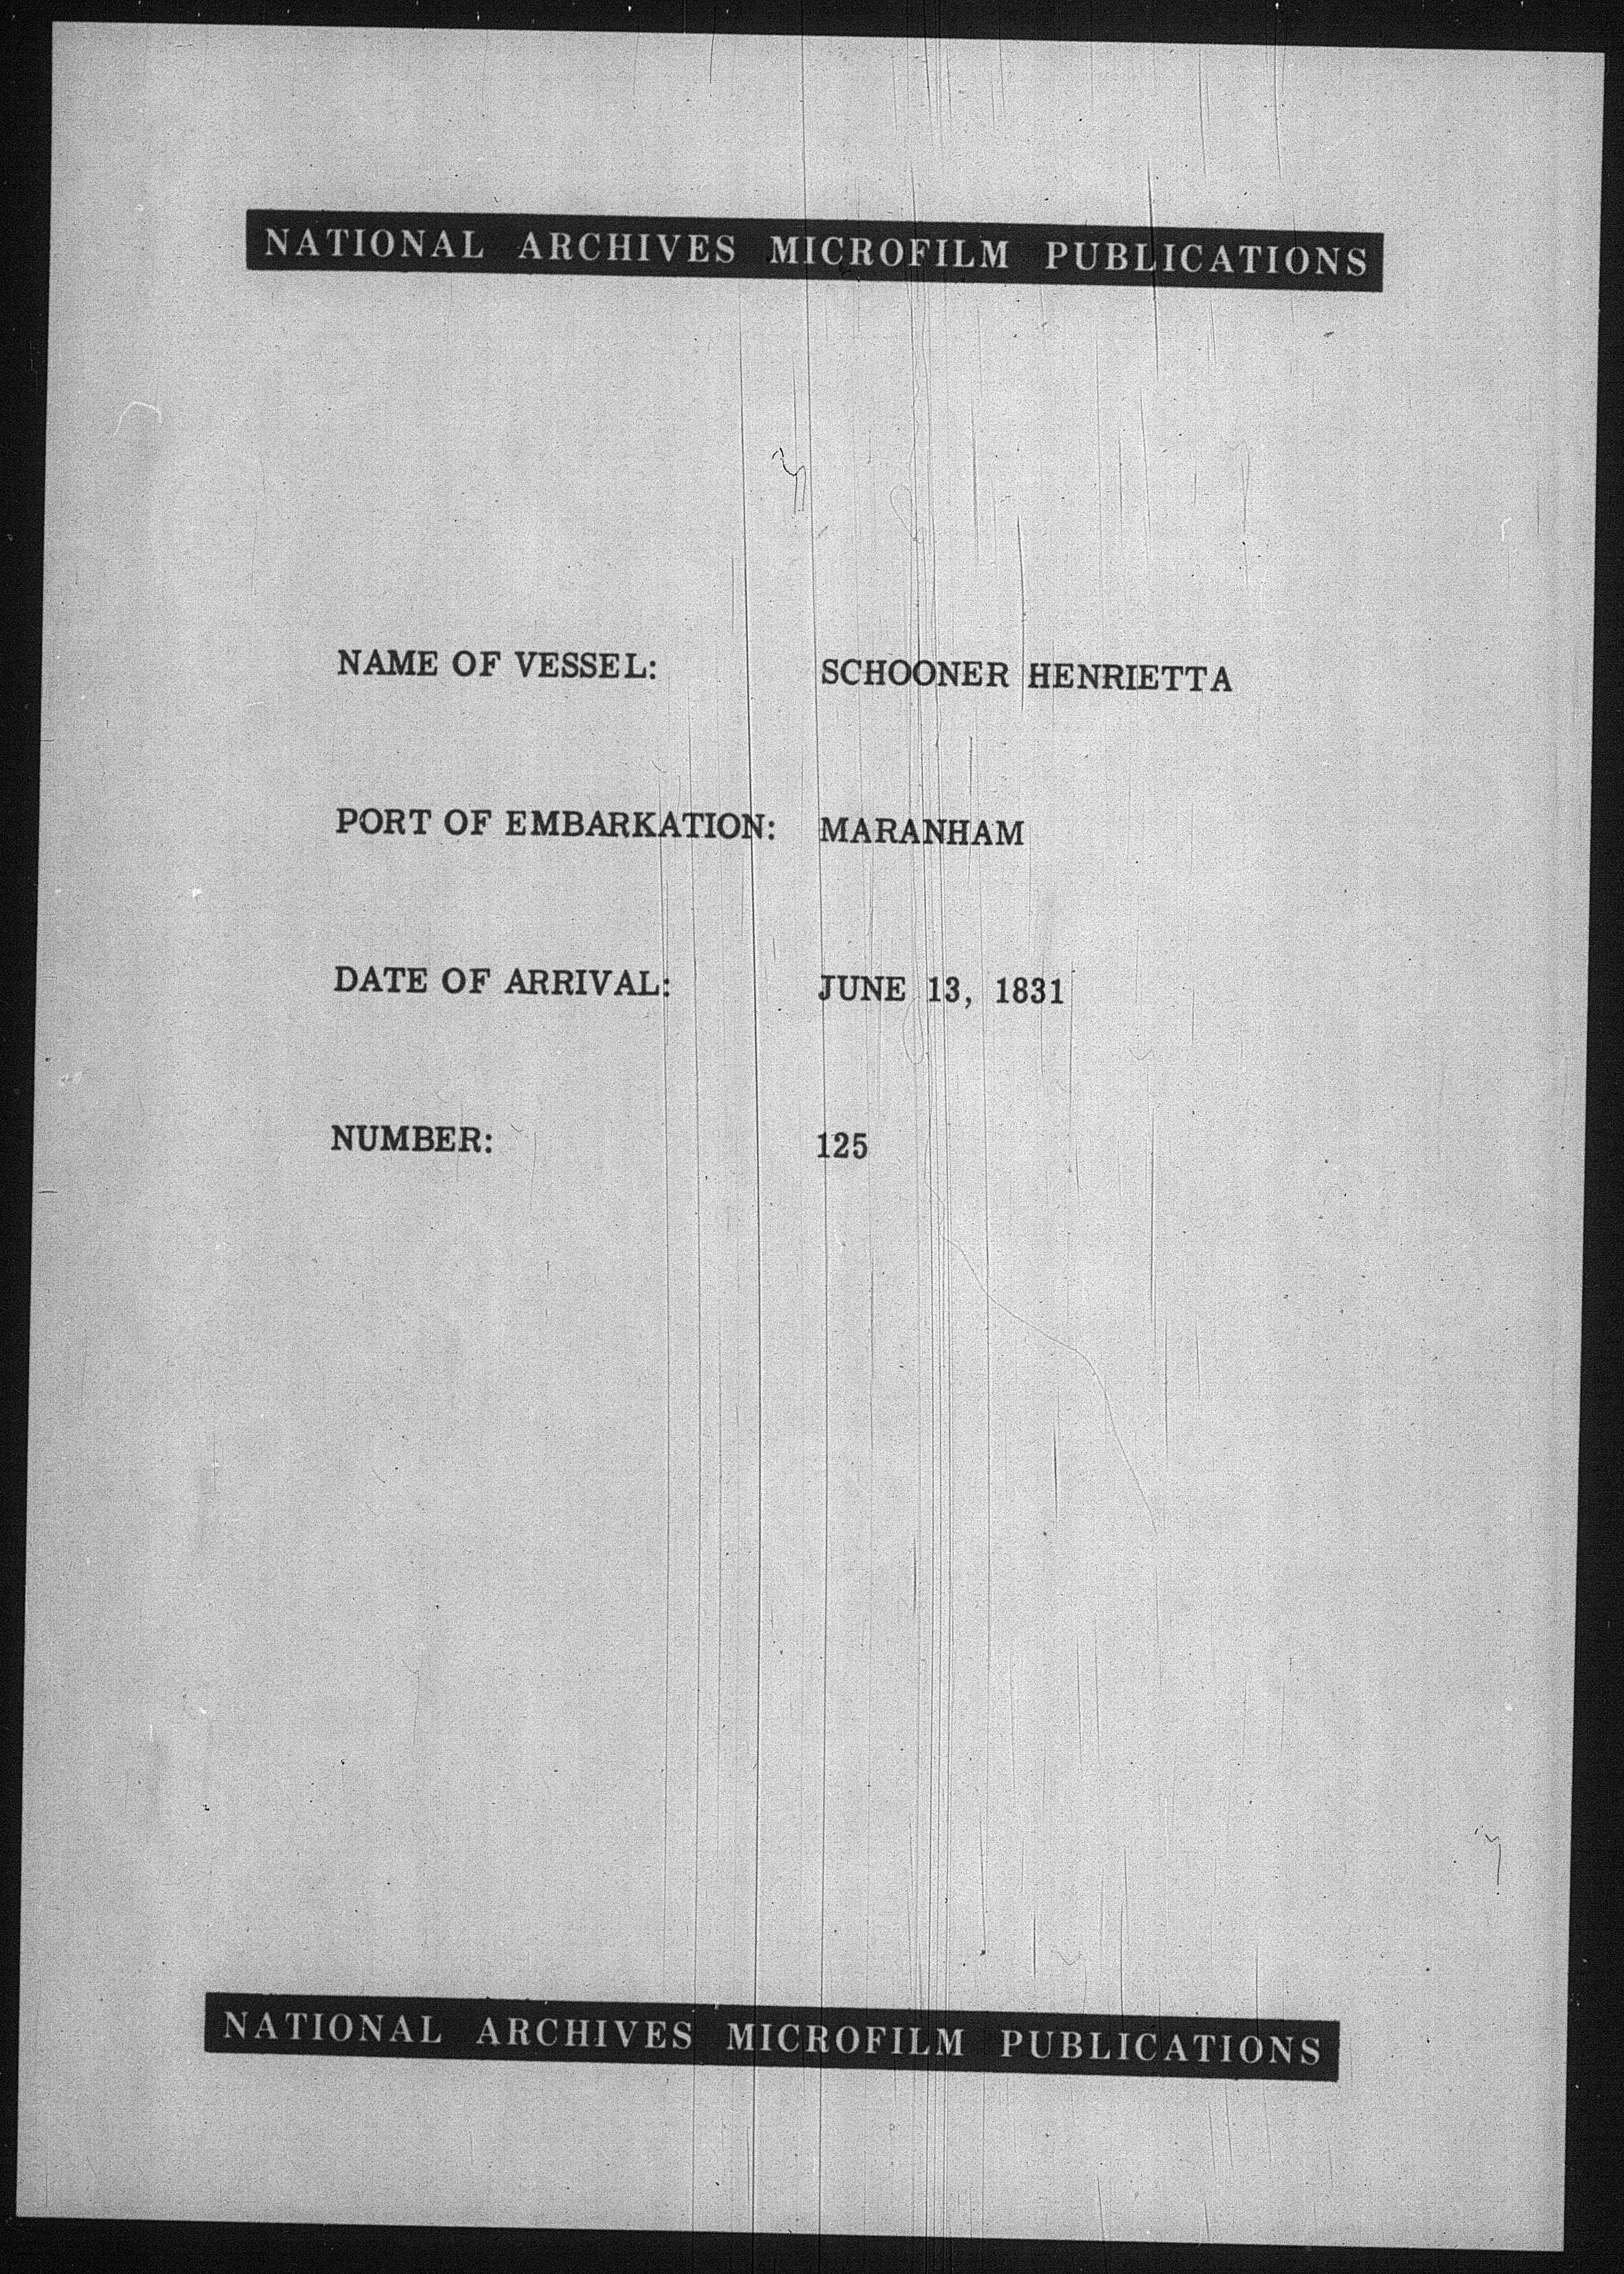 NATIONAL ARCHIVES MICROFILM PUBLICATIONS
NAME OF VESSEL: SCHOONER HENRIETTA
PORT OF EMBARKATION: MARANHAM
DATE OF ARRIVAL: JUNE 13, 1831
NUMBER: 125
NATIONAL ARCHIVES MICROFILM PUBLICATIONS